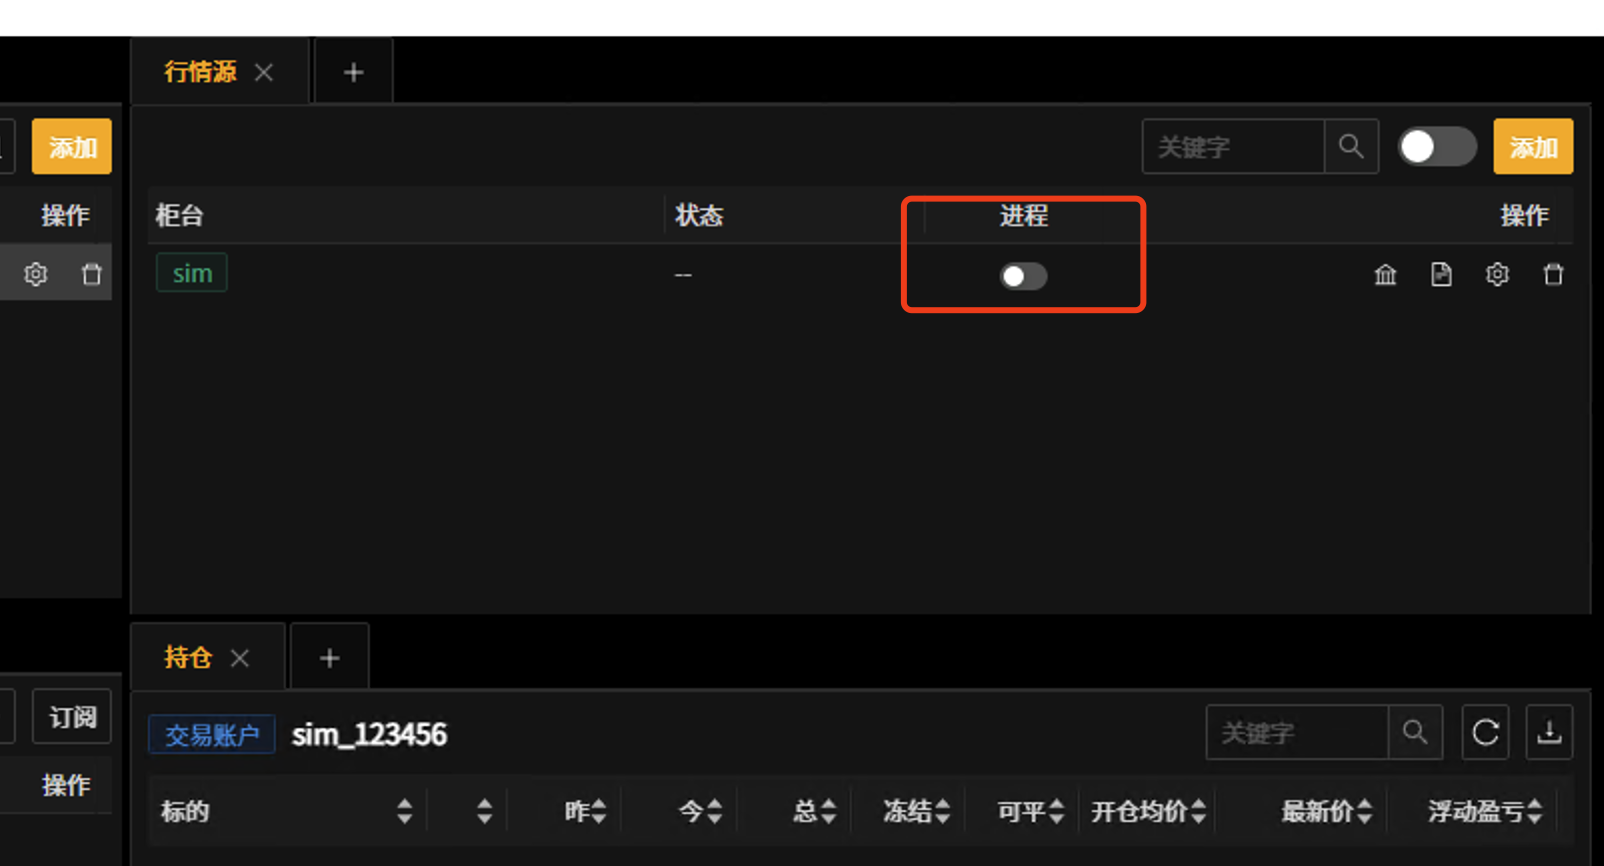 行情源
添加
关键字
添加
操作
柜台
状态
进程
操作
sim
--
持仓
订阅
交易账户
sim_123456
关键字
操作
标的
昨
今
总
冻结
可平
开仓均价
最新价
浮动盈亏